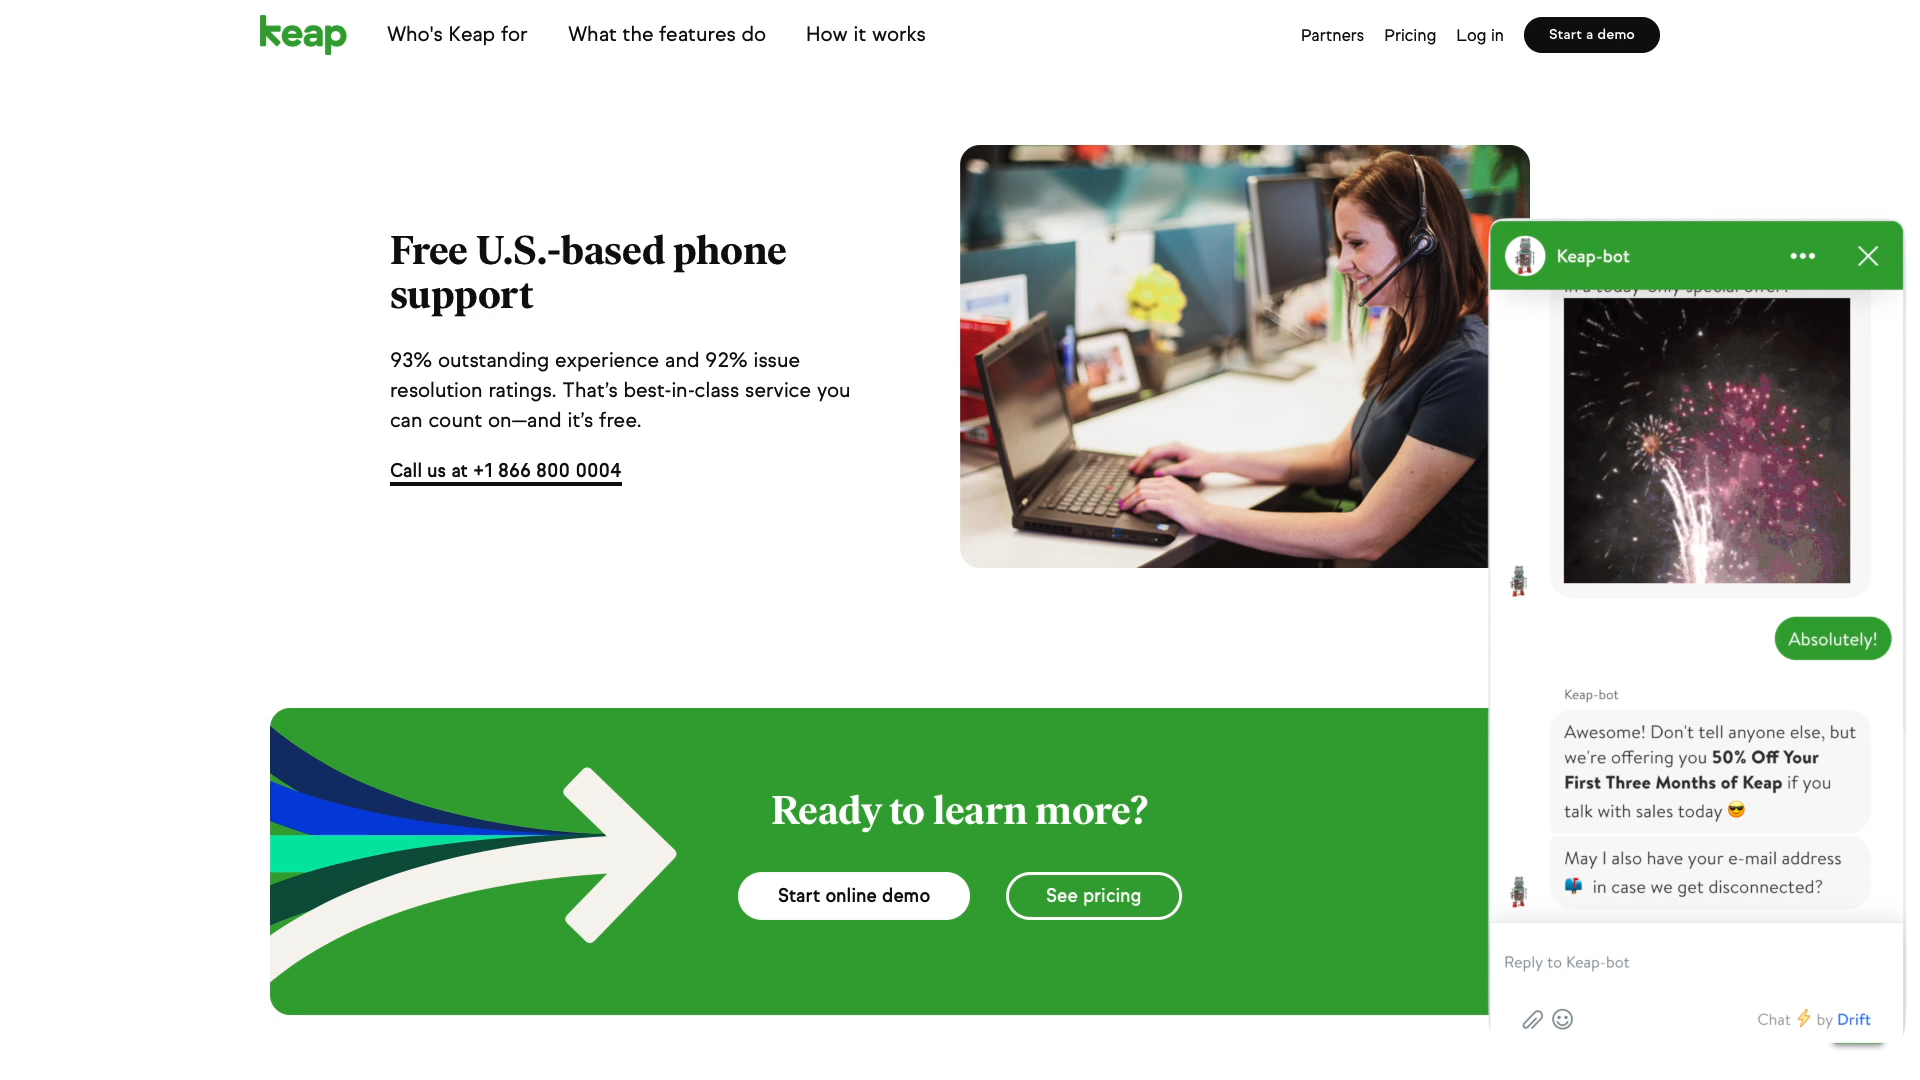 keap
Who's Keap for
What the features do
How it works
Partners
Pricing
Log in
Start a demo
Free U.S.-based phone
support
93% outstanding experience and 92% issue
resolution ratings. That’s best-in-class service you
can count on—and it’s free.
Call us at +1 866 800 0004
Ready to learn more?
Start online demo
See pricing
Keap-bot
in a today-only special offer?
Absolutely!
Keap-bot
Awesome! Don't tell anyone else, but
we're offering you 50% Off Your
First Three Months of Keap if you
talk with sales today 😎
May I also have your e-mail address
📬 in case we get disconnected?
Reply to Keap-bot
Chat ⚡ by Drift